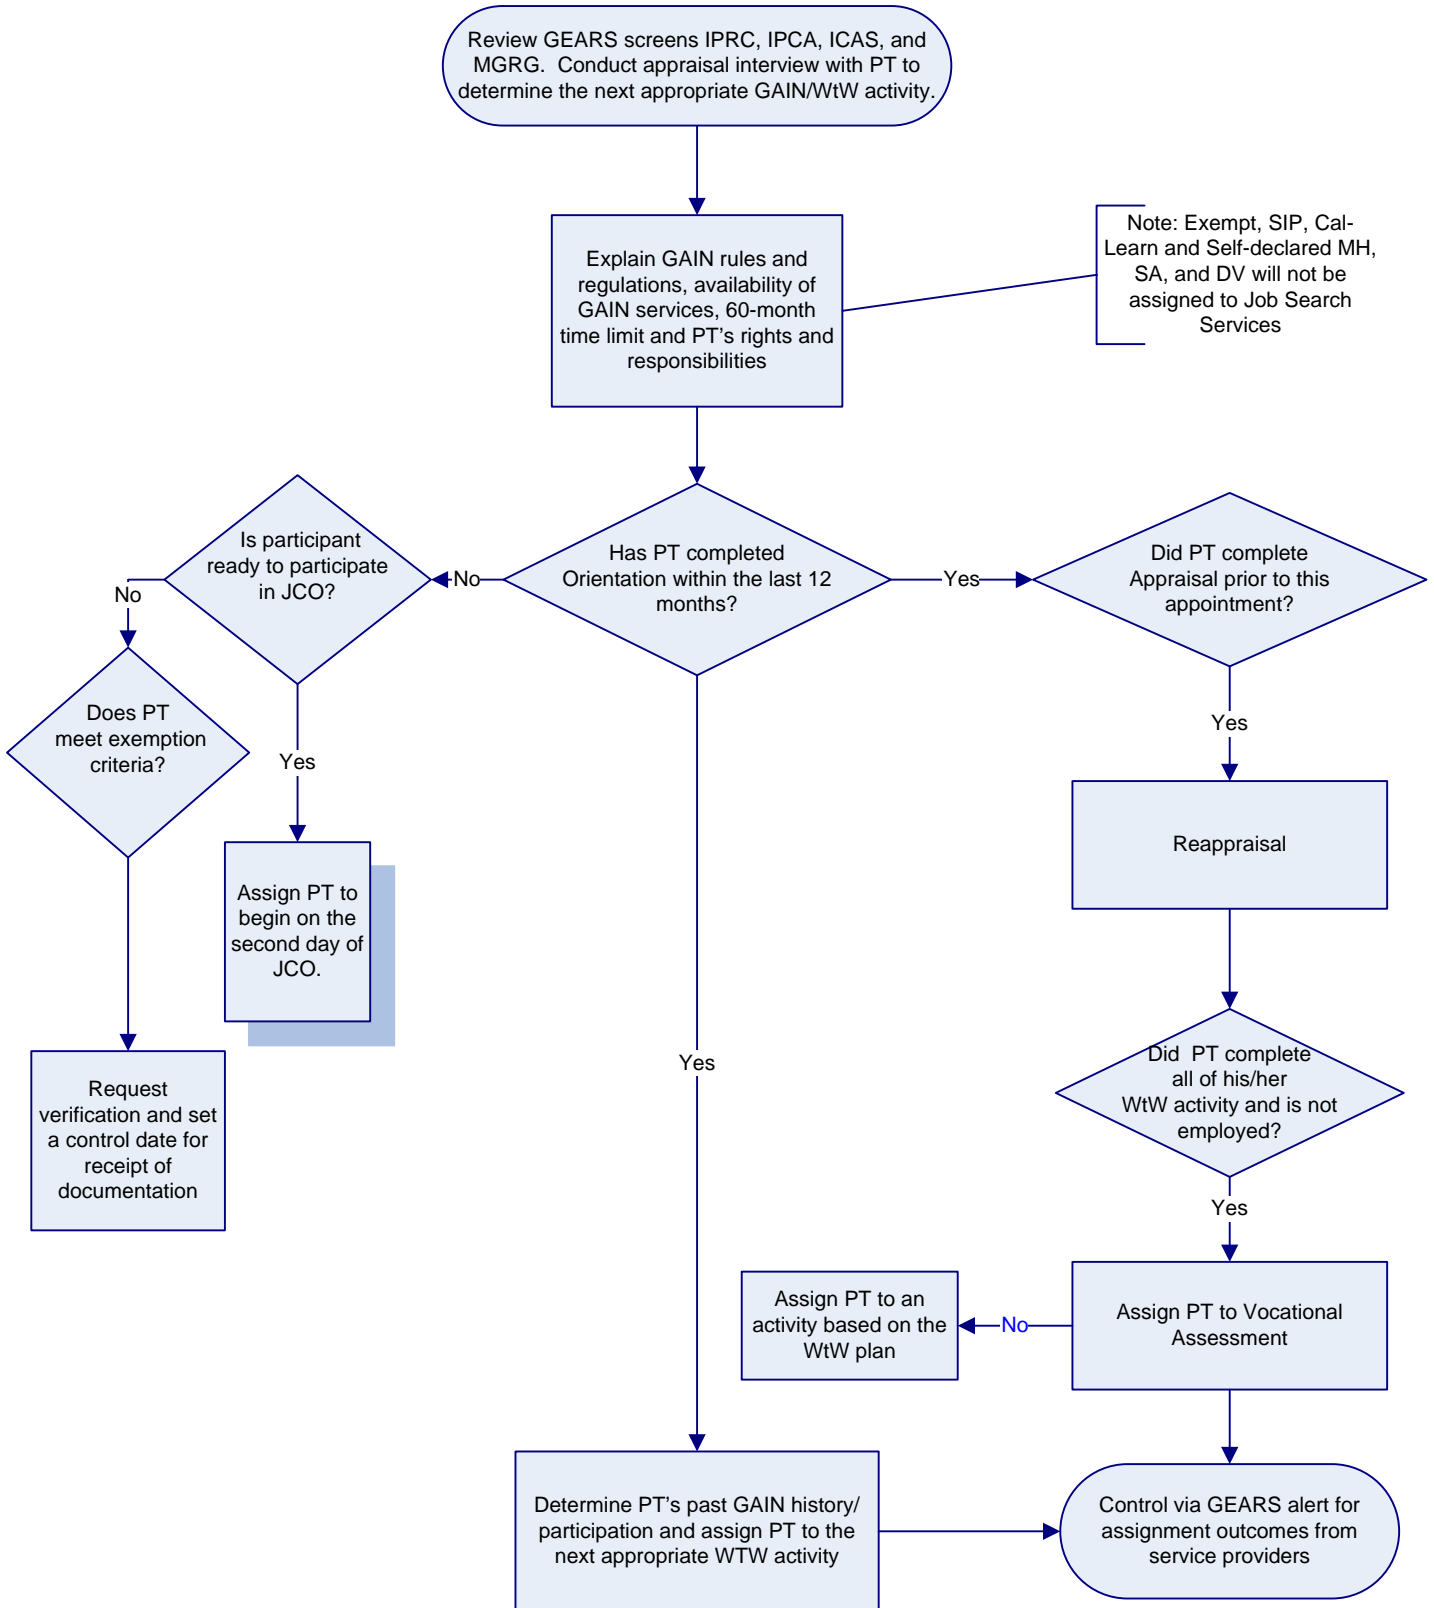 Review GEARS screens IPRC, IPCA, ICAS, and
MGRG.  Conduct appraisal interview with PT to
determine the next appropriate GAIN/WtW activity.
Explain GAIN rules and
regulations, availability of
GAIN services, 60-month
time limit and PT's rights and
responsibilities
Note: Exempt, SIP, Cal-
Learn and Self-declared MH,
SA, and DV will not be
assigned to Job Search
Services
Is participant
ready to participate
in JCO?
No
Has PT completed
Orientation within the last 12
months?
Yes
Did PT complete
Appraisal prior to this
appointment?
No
Does PT
meet exemption
criteria?
Yes
Yes
Assign PT to
begin on the
second day of
JCO.
Reappraisal
Request
verification and set
a control date for
receipt of
documentation
Yes
Did  PT complete
all of his/her
WtW activity and is not
employed?
Yes
Assign PT to an
activity based on the
WtW plan
No
Assign PT to Vocational
Assessment
Determine PT's past GAIN history/
participation and assign PT to the
next appropriate WTW activity
Control via GEARS alert for
assignment outcomes from
service providers